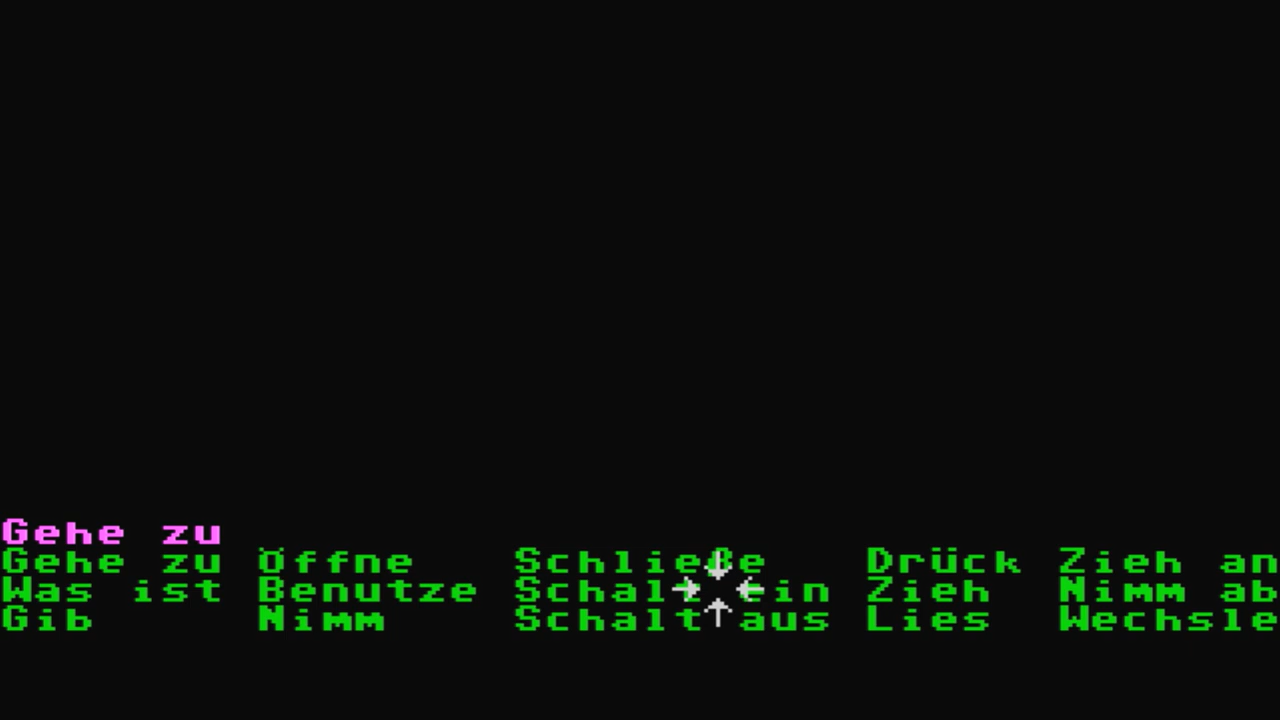 Gehe zu
Gehe zu Öffne Schließe Drück Zieh an
Was ist Benutze Schalt ein Zieh Nimm ab
Gib Nimm Schalt aus Lies Wechsle